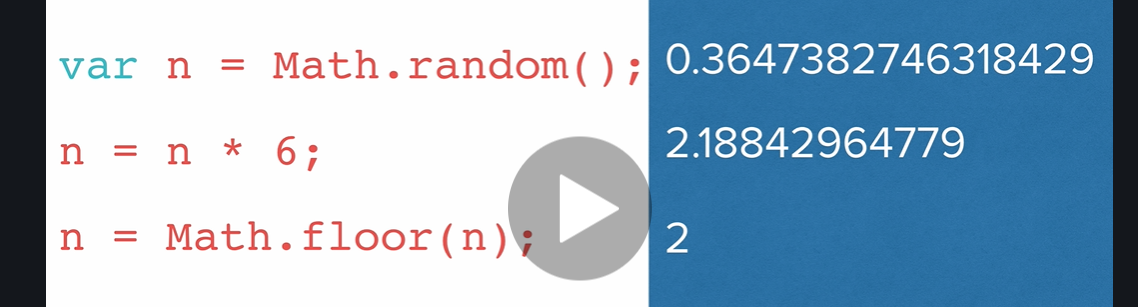 var n = Math.random();
0.3647382746318429
n = n * 6;
2.18842964779
n = Math.floor(n);
2